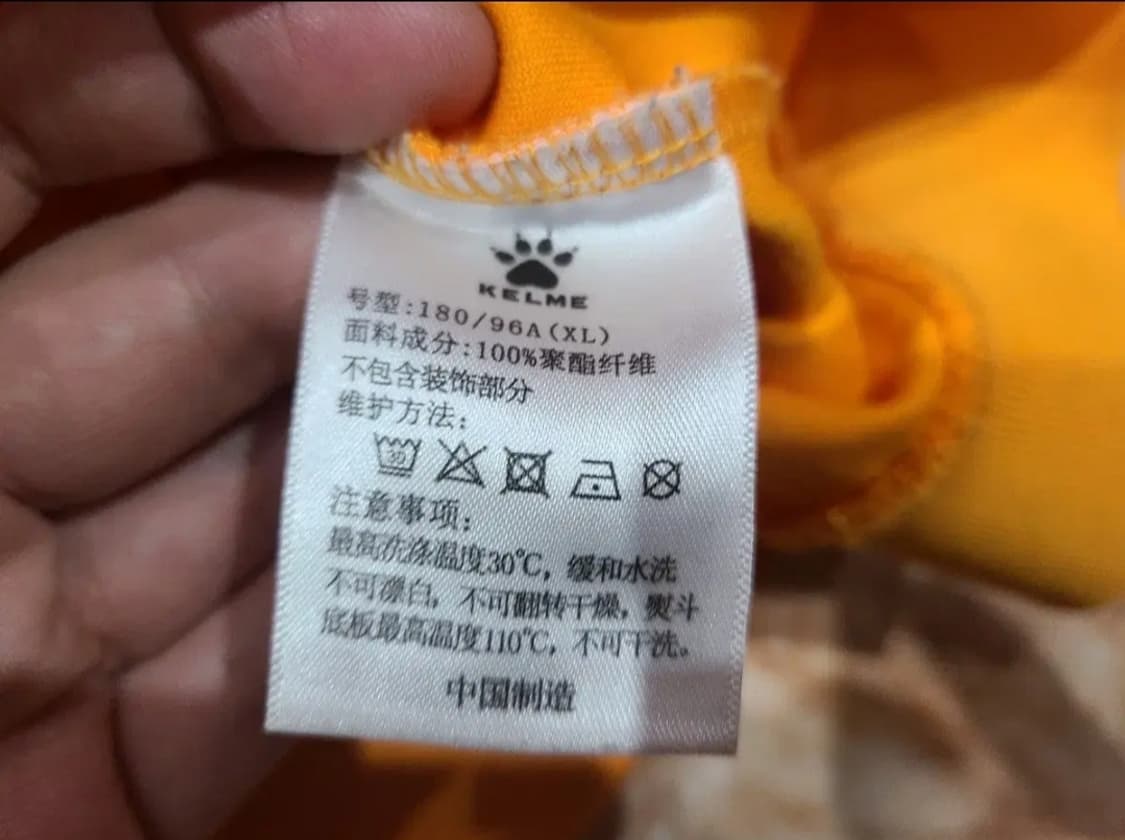 KELME
号型:180/96A(XL)
面料成分:100%聚酯纤维
不包含装饰部分
维护方法:
30
注意事项:
最高洗涤温度30℃，缓和水洗
不可漂白，不可翻转干燥，熨斗
底板最高温度110℃，不可干洗。
中国制造